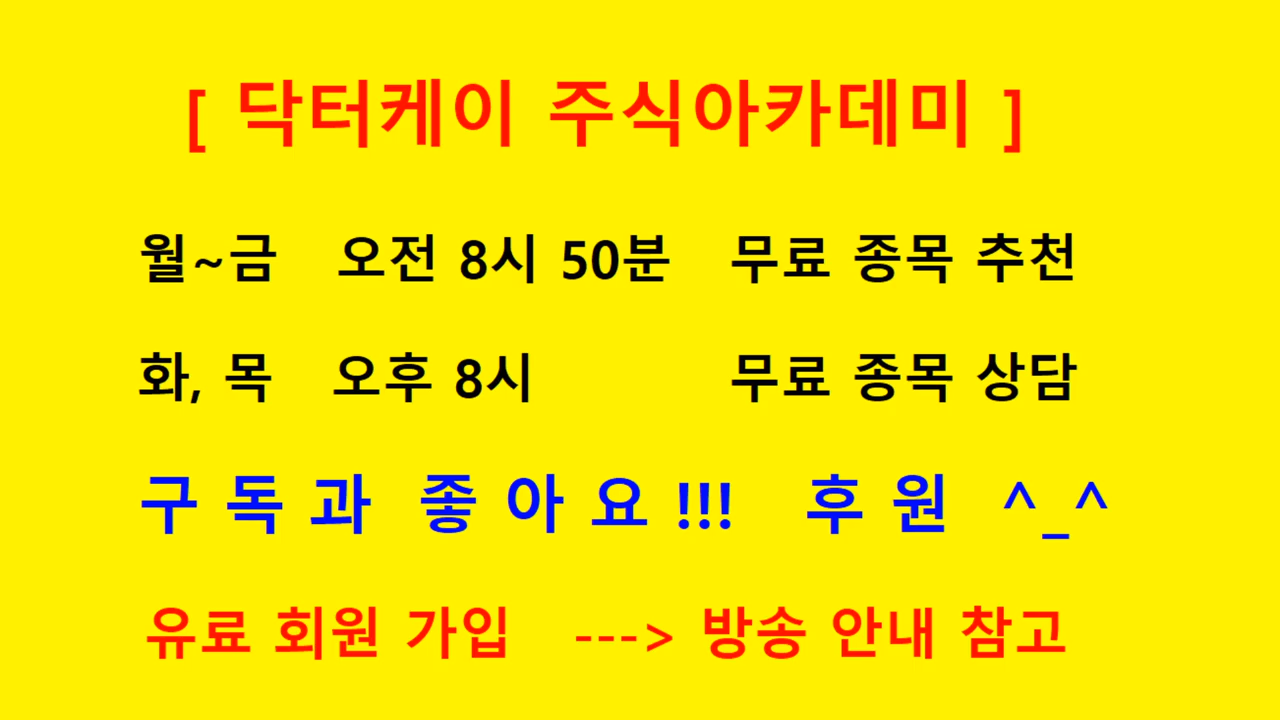 [ 닥터케이 주식아카데미 ]
월~금 오전 8시 50분 무료 종목 추천
화, 목 오후 8시 무료 종목 상담
구 독 과 좋 아 요 !!! 후 원 ^_^
유료 회원 가입 ---> 방송 안내 참고